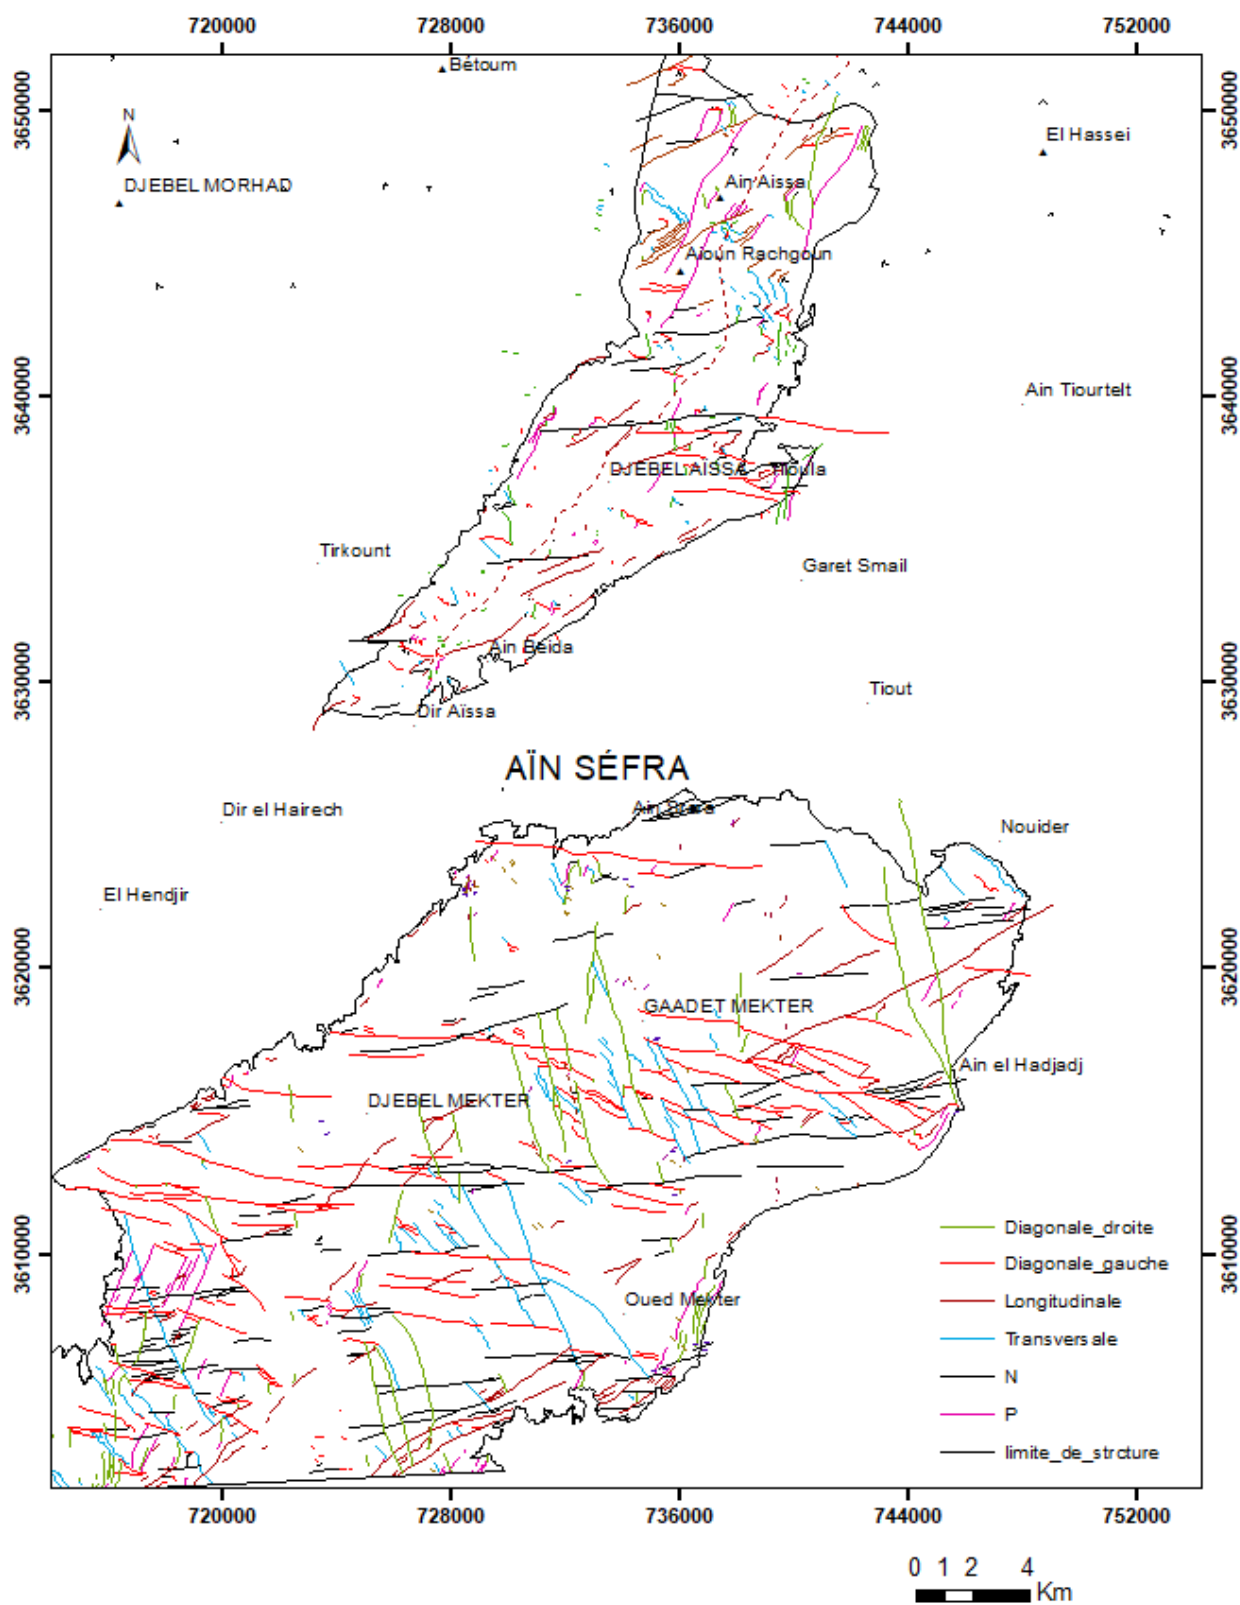 720000 728000 736000 744000 752000
Bétoum
3650000 3650000
N
El Hassei
DJEBEL MORHAD
Ain Aissa
Aioun Rachgoun
3640000 3640000
Ain Tiourtelt
DJEBEL AISSA Tioula
Tirkount
Garet Smail
Ain Beida
3630000 3630000
Tiout
Dir Aïssa
AÏN SÉFRA
Dir el Hairech
Nouider
El Hendjir
3620000 3620000
GAADET MEKTER
Ain el Hadjadj
DJEBEL MEKTER
Diagonale_droite
3610000 3610000
Diagonale_gauche
Oued Mekter
Longitudinale
Transversale
N
P
limite_de_strcture
720000 728000 736000 744000 752000
0 1 2 4
Km